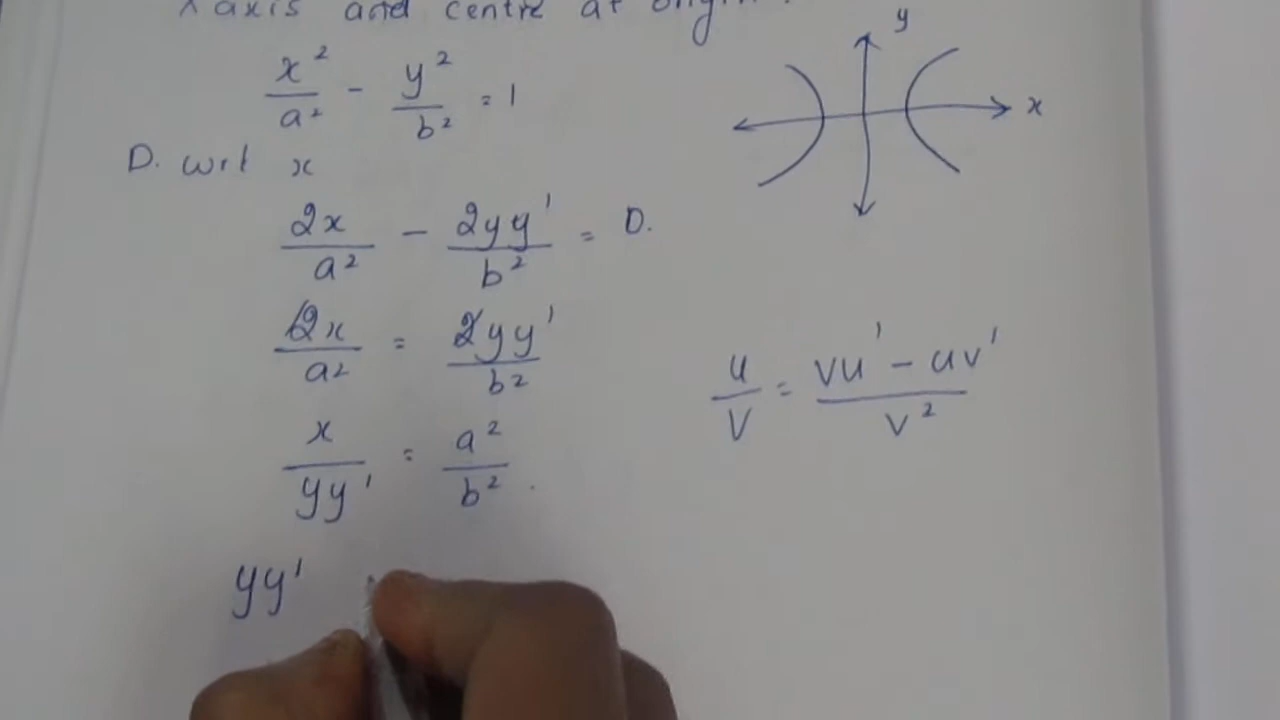 x axis and centre at origin.
x²/a² - y²/b² = 1
y
x
D. wrt x
2x/a² - 2yy'/b² = 0.
2x/a² = 2yy'/b²
u/v = vu' - uv'/v²
x/yy' = a²/b².
yy'